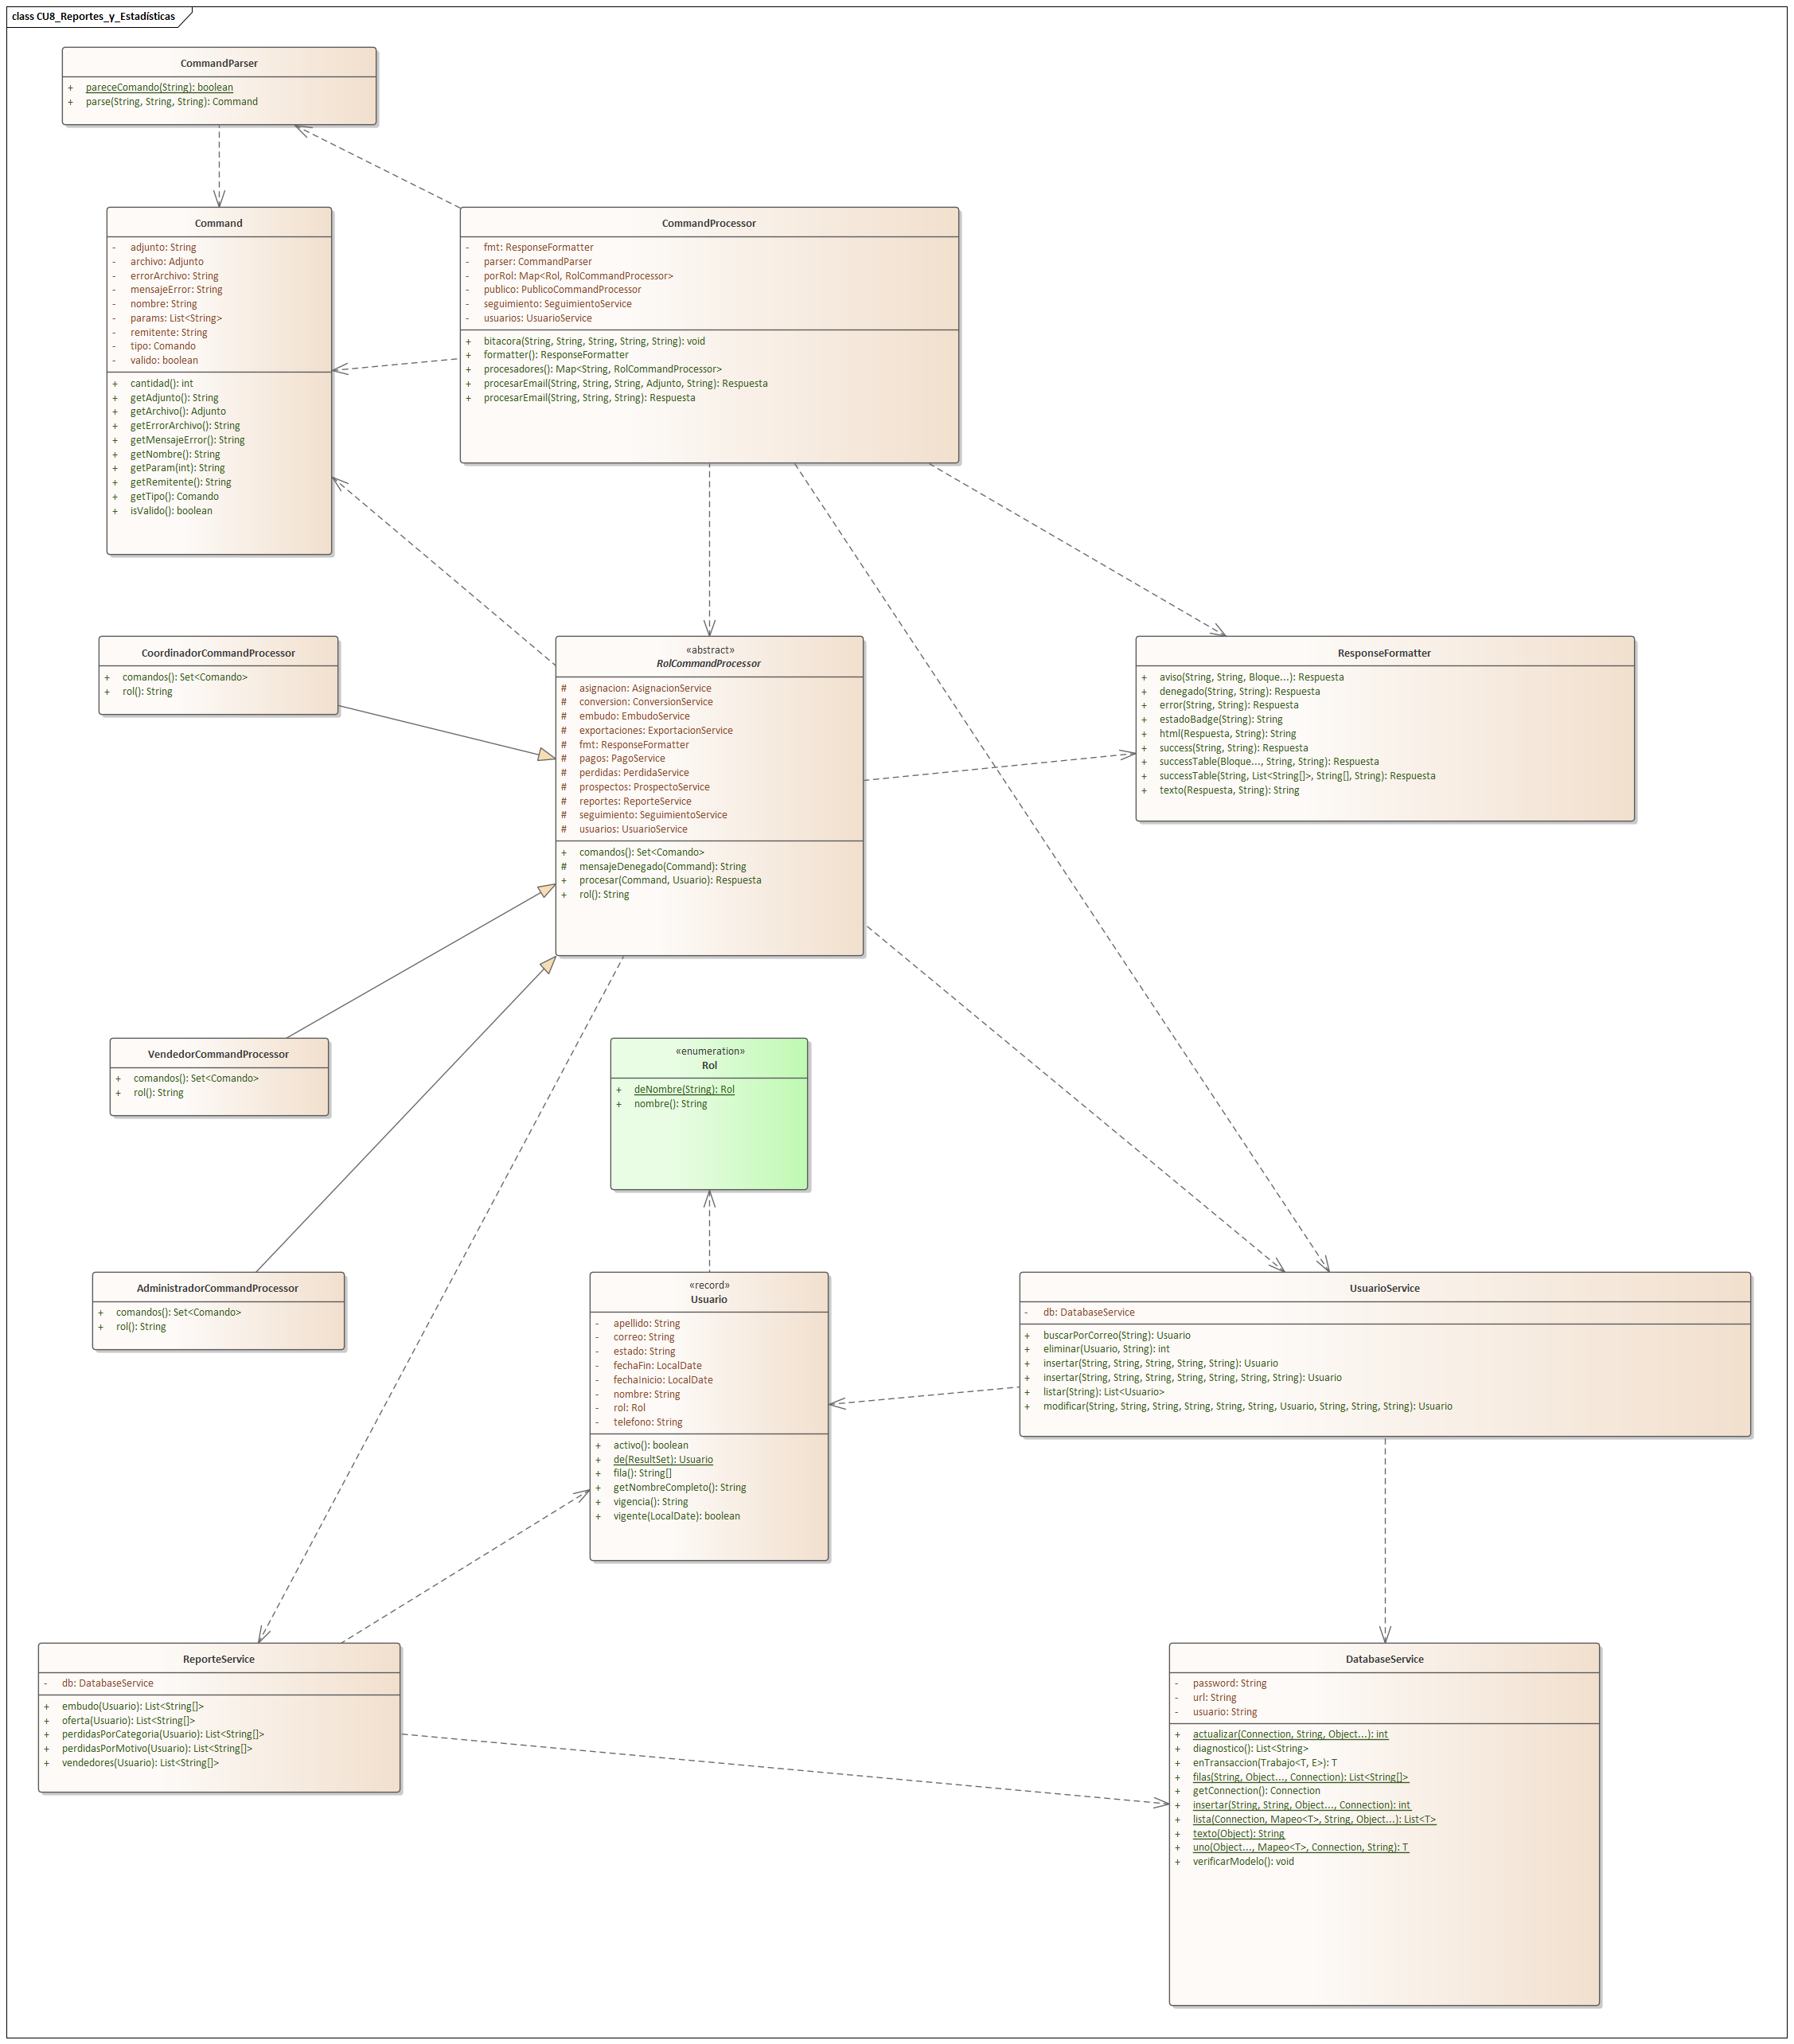 class CU8_Reportes_y_Estadísticas
CommandParser
+ pareceComando(String): boolean
+ parse(String, String, String): Command
Command
- adjunto: String
- archivo: Adjunto
- errorArchivo: String
- mensajeError: String
- nombre: String
- params: List<String>
- remitente: String
- tipo: Comando
- valido: boolean
+ cantidad(): int
+ getAdjunto(): String
+ getArchivo(): Adjunto
+ getErrorArchivo(): String
+ getMensajeError(): String
+ getNombre(): String
+ getParam(int): String
+ getRemitente(): String
+ getTipo(): Comando
+ isValido(): boolean
CommandProcessor
- fmt: ResponseFormatter
- parser: CommandParser
- porRol: Map<Rol, RolCommandProcessor>
- publico: PublicoCommandProcessor
- seguimiento: SeguimientoService
- usuarios: UsuarioService
+ bitacora(String, String, String, String, String): void
+ formatter(): ResponseFormatter
+ procesadores(): Map<String, RolCommandProcessor>
+ procesarEmail(String, String, String, Adjunto, String): Respuesta
+ procesarEmail(String, String, String): Respuesta
CoordinadorCommandProcessor
+ comandos(): Set<Comando>
+ rol(): String
«abstract»
RolCommandProcessor
# asignacion: AsignacionService
# conversion: ConversionService
# embudo: EmbudoService
# exportaciones: ExportacionService
# fmt: ResponseFormatter
# pagos: PagoService
# perdidas: PerdidaService
# prospectos: ProspectoService
# reportes: ReporteService
# seguimiento: SeguimientoService
# usuarios: UsuarioService
+ comandos(): Set<Comando>
# mensajeDenegado(Command): String
+ procesar(Command, Usuario): Respuesta
+ rol(): String
ResponseFormatter
+ aviso(String, String, Bloque...): Respuesta
+ denegado(String, String): Respuesta
+ error(String, String): Respuesta
+ estadoBadge(String): String
+ html(Respuesta, String): String
+ success(String, String): Respuesta
+ successTable(Bloque..., String, String): Respuesta
+ successTable(String, List<String[]>, String[], String): Respuesta
+ texto(Respuesta, String): String
VendedorCommandProcessor
+ comandos(): Set<Comando>
+ rol(): String
«enumeration»
Rol
+ deNombre(String): Rol
+ nombre(): String
AdministradorCommandProcessor
+ comandos(): Set<Comando>
+ rol(): String
«record»
Usuario
- apellido: String
- correo: String
- estado: String
- fechaFin: LocalDate
- fechaInicio: LocalDate
- nombre: String
- rol: Rol
- telefono: String
+ activo(): boolean
+ de(ResultSet): Usuario
+ fila(): String[]
+ getNombreCompleto(): String
+ vigencia(): String
+ vigente(LocalDate): boolean
UsuarioService
- db: DatabaseService
+ buscarPorCorreo(String): Usuario
+ eliminar(Usuario, String): int
+ insertar(String, String, String, String, String): Usuario
+ insertar(String, String, String, String, String, String, String): Usuario
+ listar(String): List<Usuario>
+ modificar(String, String, String, String, String, String, Usuario, String, String, String): Usuario
ReporteService
- db: DatabaseService
+ embudo(Usuario): List<String[]>
+ oferta(Usuario): List<String[]>
+ perdidasPorCategoria(Usuario): List<String[]>
+ perdidasPorMotivo(Usuario): List<String[]>
+ vendedores(Usuario): List<String[]>
DatabaseService
- password: String
- url: String
- usuario: String
+ actualizar(Connection, String, Object...): int
+ diagnostico(): List<String>
+ enTransaccion(Trabajo<T, E>): T
+ filas(String, Object..., Connection): List<String[]>
+ getConnection(): Connection
+ insertar(String, String, Object..., Connection): int
+ lista(Connection, Mapeo<T>, String, Object...): List<T>
+ texto(Object): String
+ uno(Object..., Mapeo<T>, Connection, String): T
+ verificarModelo(): void